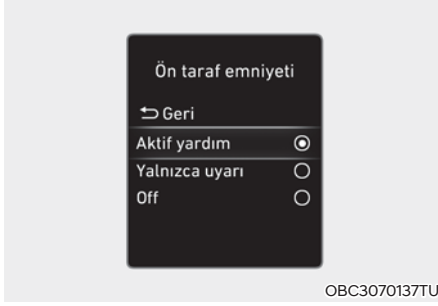 Ön taraf emniyeti
Geri
Aktif yardım
Yalnızca uyarı
Off
OBC3070137TU